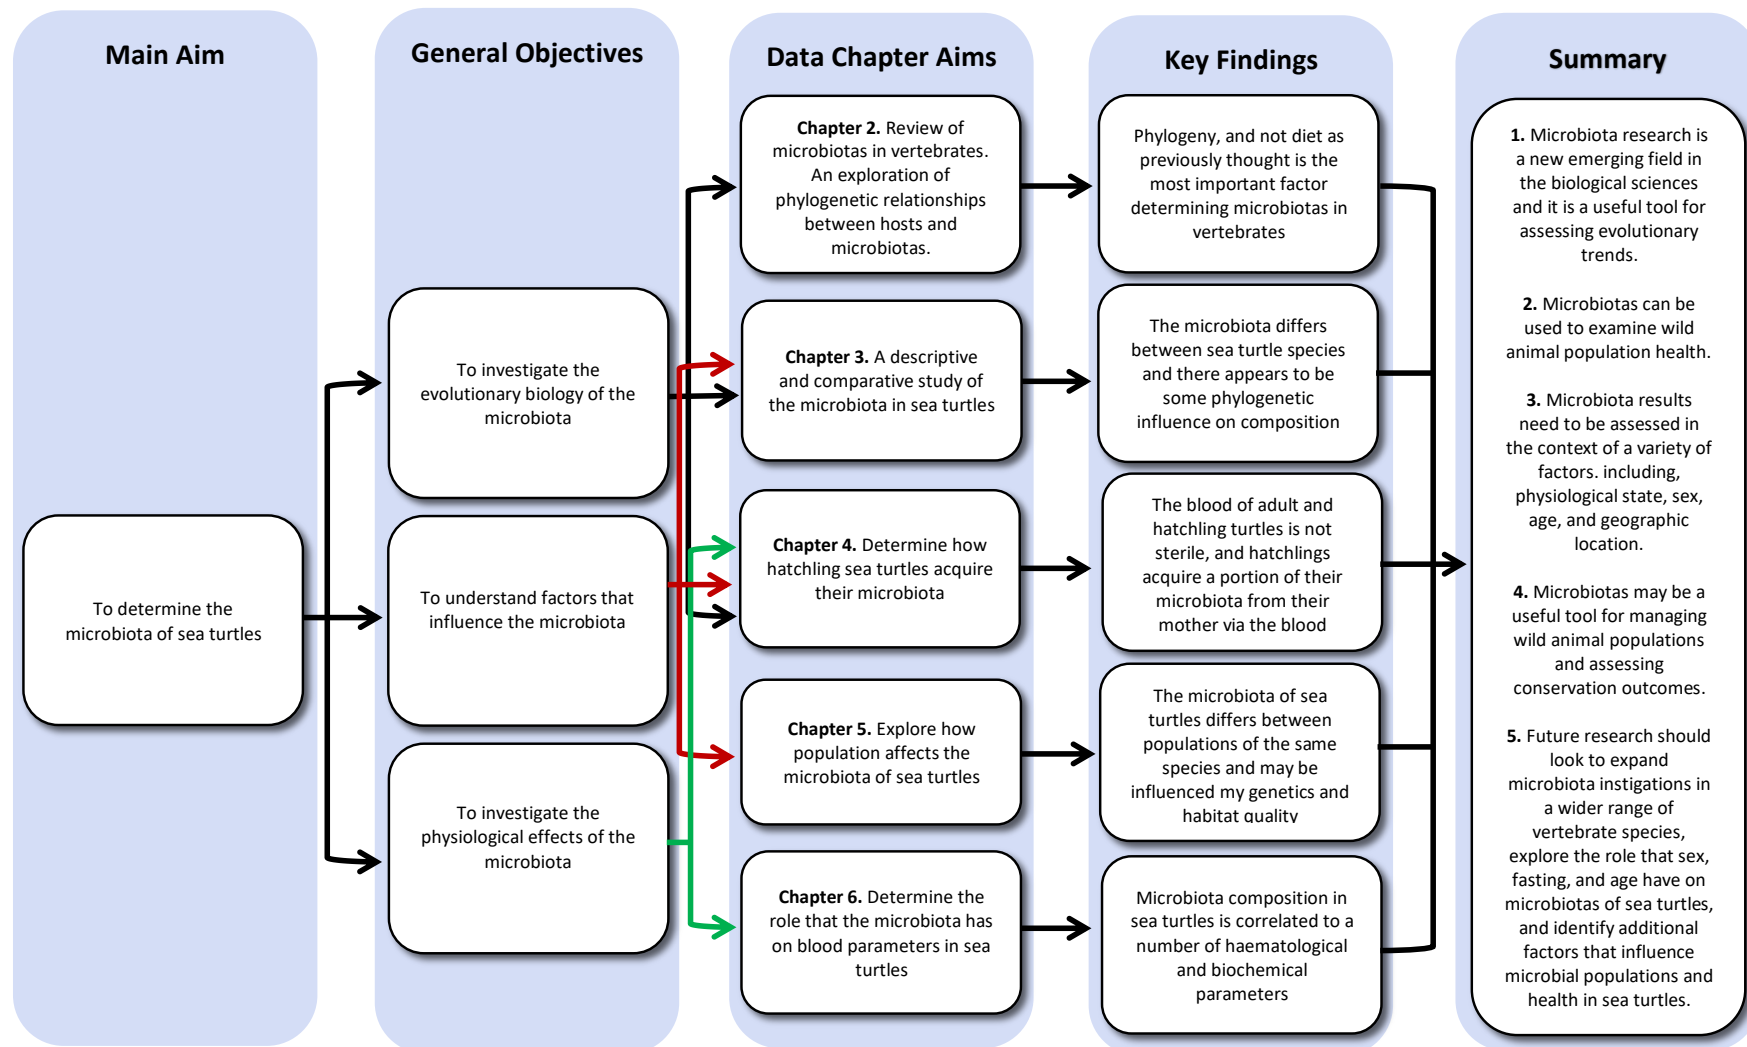 Main Aim
To determine the
microbiota of sea turtles
General Objectives
To investigate the
evolutionary biology of the
microbiota
To understand factors that
influence the microbiota
To investigate the
physiological effects of the
microbiota
Data Chapter Aims
Chapter 2. Review of
microbiotas in vertebrates.
An exploration of
phylogenetic relationships
between hosts and
microbiotas.
Chapter 3. A descriptive
and comparative study of
the microbiota in sea turtles
Chapter 4. Determine how
hatchling sea turtles acquire
their microbiota
Chapter 5. Explore how
population affects the
microbiota of sea turtles
Chapter 6. Determine the
role that the microbiota has
on blood parameters in sea
turtles
Key Findings
Phylogeny, and not diet as
previously thought is the
most important factor
determining microbiotas in
vertebrates
The microbiota differs
between sea turtle species
and there appears to be
some phylogenetic
influence on composition
The blood of adult and
hatchling turtles is not
sterile, and hatchlings
acquire a portion of their
microbiota from their
mother via the blood
The microbiota of sea
turtles differs between
populations of the same
species and may be
influenced my genetics and
habitat quality
Microbiota composition in
sea turtles is correlated to a
number of haematological
and biochemical
parameters
Summary
1. Microbiota research is
a new emerging field in
the biological sciences
and it is a useful tool for
assessing evolutionary
trends.
2. Microbiotas can be
used to examine wild
animal population health.
3. Microbiota results
need to be assessed in
the context of a variety of
factors. including,
physiological state, sex,
age, and geographic
location.
4. Microbiotas may be a
useful tool for managing
wild animal populations
and assessing
conservation outcomes.
5. Future research should
look to expand
microbiota instigations in
a wider range of
vertebrate species,
explore the role that sex,
fasting, and age have on
microbiotas of sea turtles,
and identify additional
factors that influence
microbial populations and
health in sea turtles.